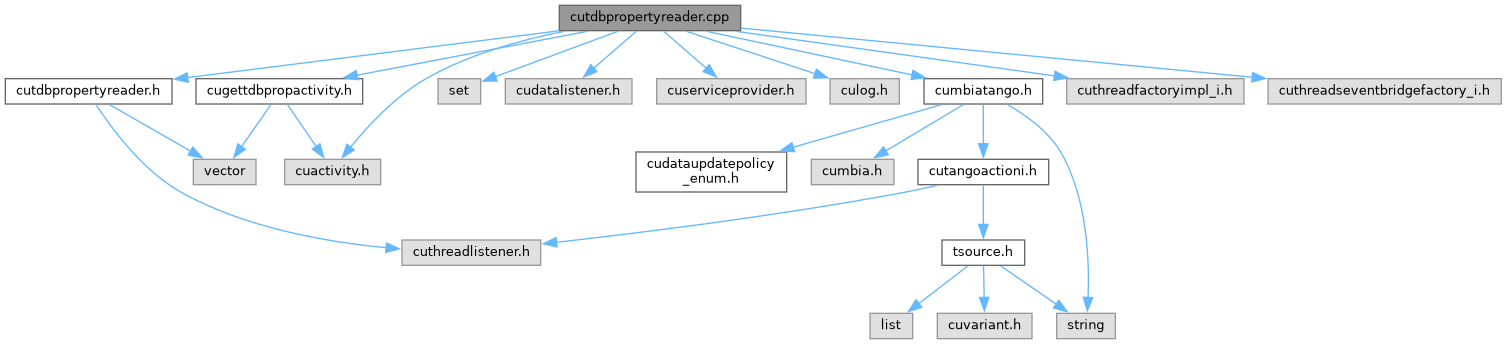 cutdbpropertyreader.cpp
cutdbpropertyreader.h
cugettdbpropactivity.h
set
cudatalistener.h
cuserviceprovider.h
culog.h
cumbiatango.h
cuthreadfactoryimpl_i.h
cuthreadseventbridgefactory_i.h
vector
cuactivity.h
cudataupdatepolicy
_enum.h
cumbia.h
cutangoactioni.h
cuthreadlistener.h
tsource.h
list
cuvariant.h
string